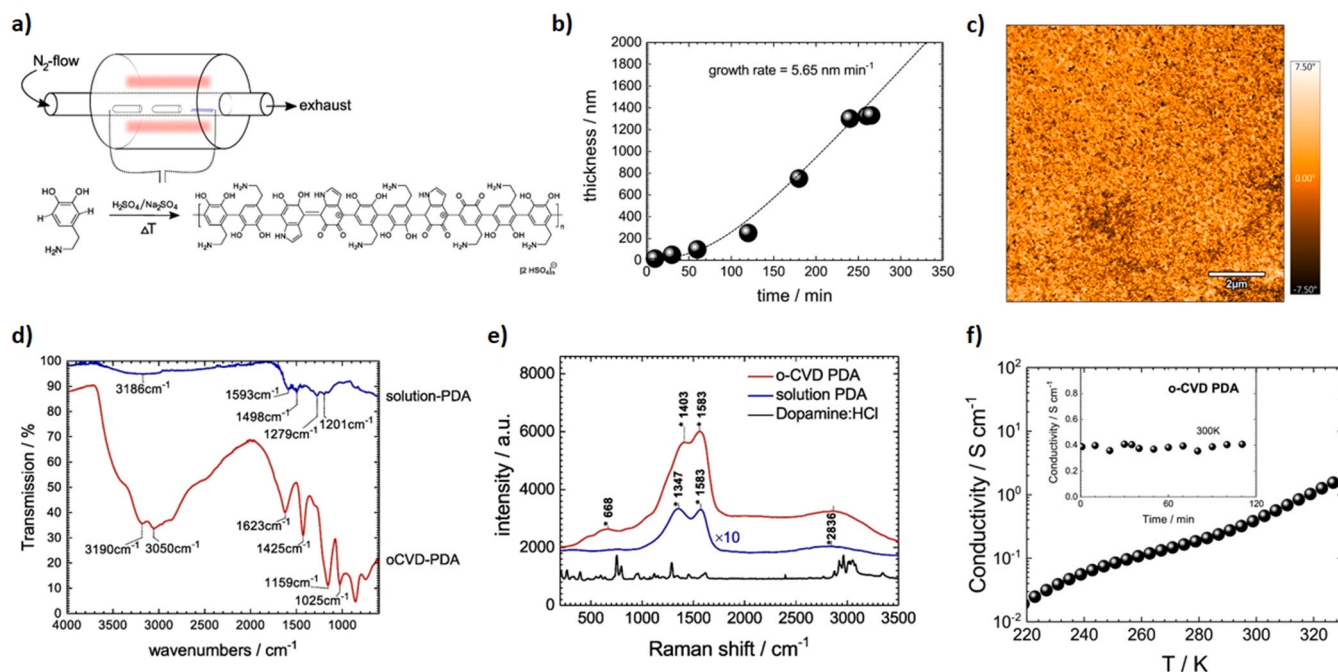 a)
N2-flow
exhaust
HO
OH
H
H
H2N
H2SO4/Na2SO4
ΔT
[2 HSO4]n⊖
b)
2000
1800
1600
1400
1200
1000
800
600
400
200
0
thickness / nm
growth rate = 5.65 nm min-1
0 50 100 150 200 250 300 350
time / min
c)
7.50°
0.00°
-7.50°
2µm
d)
100
90
80
70
60
50
40
30
20
10
0
Transmission / %
3186cm-1
1593cm-1
1498cm-1
1279cm-1
1201cm-1
solution-PDA
3190cm-1
3050cm-1
1623cm-1
1425cm-1
1159cm-1
1025cm-1
oCVD-PDA
4000 3500 3000 2500 2000 1500 1000
wavenumbers / cm-1
e)
8000
6000
4000
2000
0
intensity / a.u.
o-CVD PDA
solution PDA
Dopamine:HCl
* 668
* 1403
* 1583
* 1347
* 1583
*2836
×10
500 1000 1500 2000 2500 3000 3500
Raman shift / cm-1
f)
10^2
10^1
10^0
10^-1
10^-2
Conductivity / S cm-1
o-CVD PDA
0.8
0.4
0.0
Conductivity / S cm-1
300K
0 60 120
Time / min
220 240 260 280 300 320
T / K